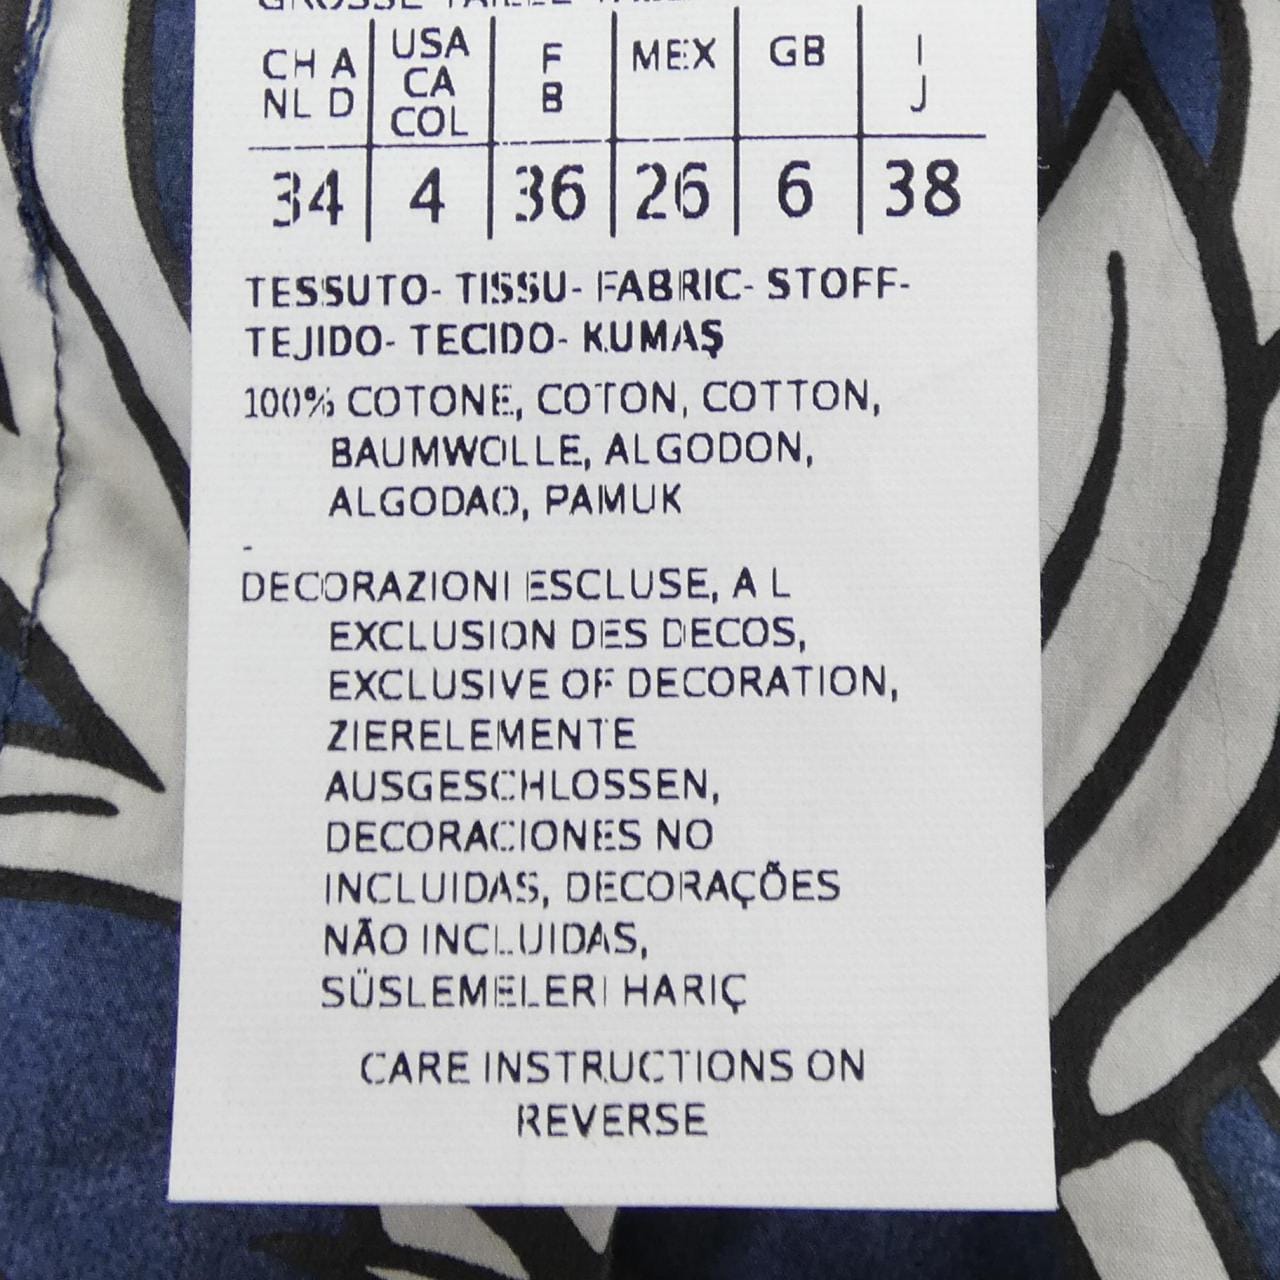 CH A USA F MEX GB I
NL D CA B J
COL
34 4 36 26 6 38
TESSUTO- TISSU- FABRIC- STOFF-
TEJIDO- TECIDO- KUMAŞ
100% COTONE, COTON, COTTON,
BAUMWOLLE, ALGODON,
ALGODAO, PAMUK
-
DECORAZIONI ESCLUSE, A L
EXCLUSION DES DECOS,
EXCLUSIVE OF DECORATION,
ZIERELEMENTE
AUSGESCHLOSSEN,
DECORACIONES NO
INCLUIDAS, DECORAÇÕES
NÃO INCLUIDAS,
SÜSLEMELERI HARIÇ
CARE INSTRUCTIONS ON
REVERSE